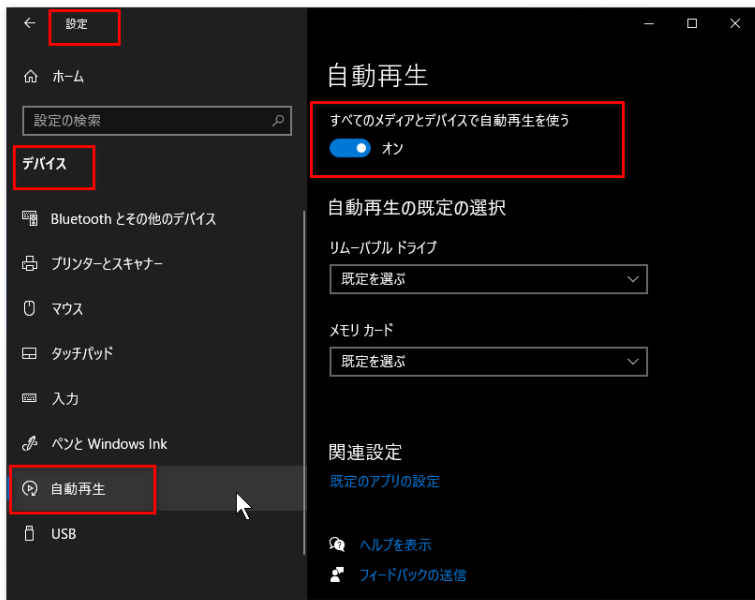 設定
ホーム
設定の検索
デバイス
Bluetooth とその他のデバイス
プリンターとスキャナー
マウス
タッチパッド
入力
ペンと Windows Ink
自動再生
USB
自動再生
すべてのメディアとデバイスで自動再生を使う
オン
自動再生の既定の選択
リムーバブル ドライブ
既定を選ぶ
メモリ カード
既定を選ぶ
関連設定
既定のアプリの設定
ヘルプを表示
フィードバックの送信